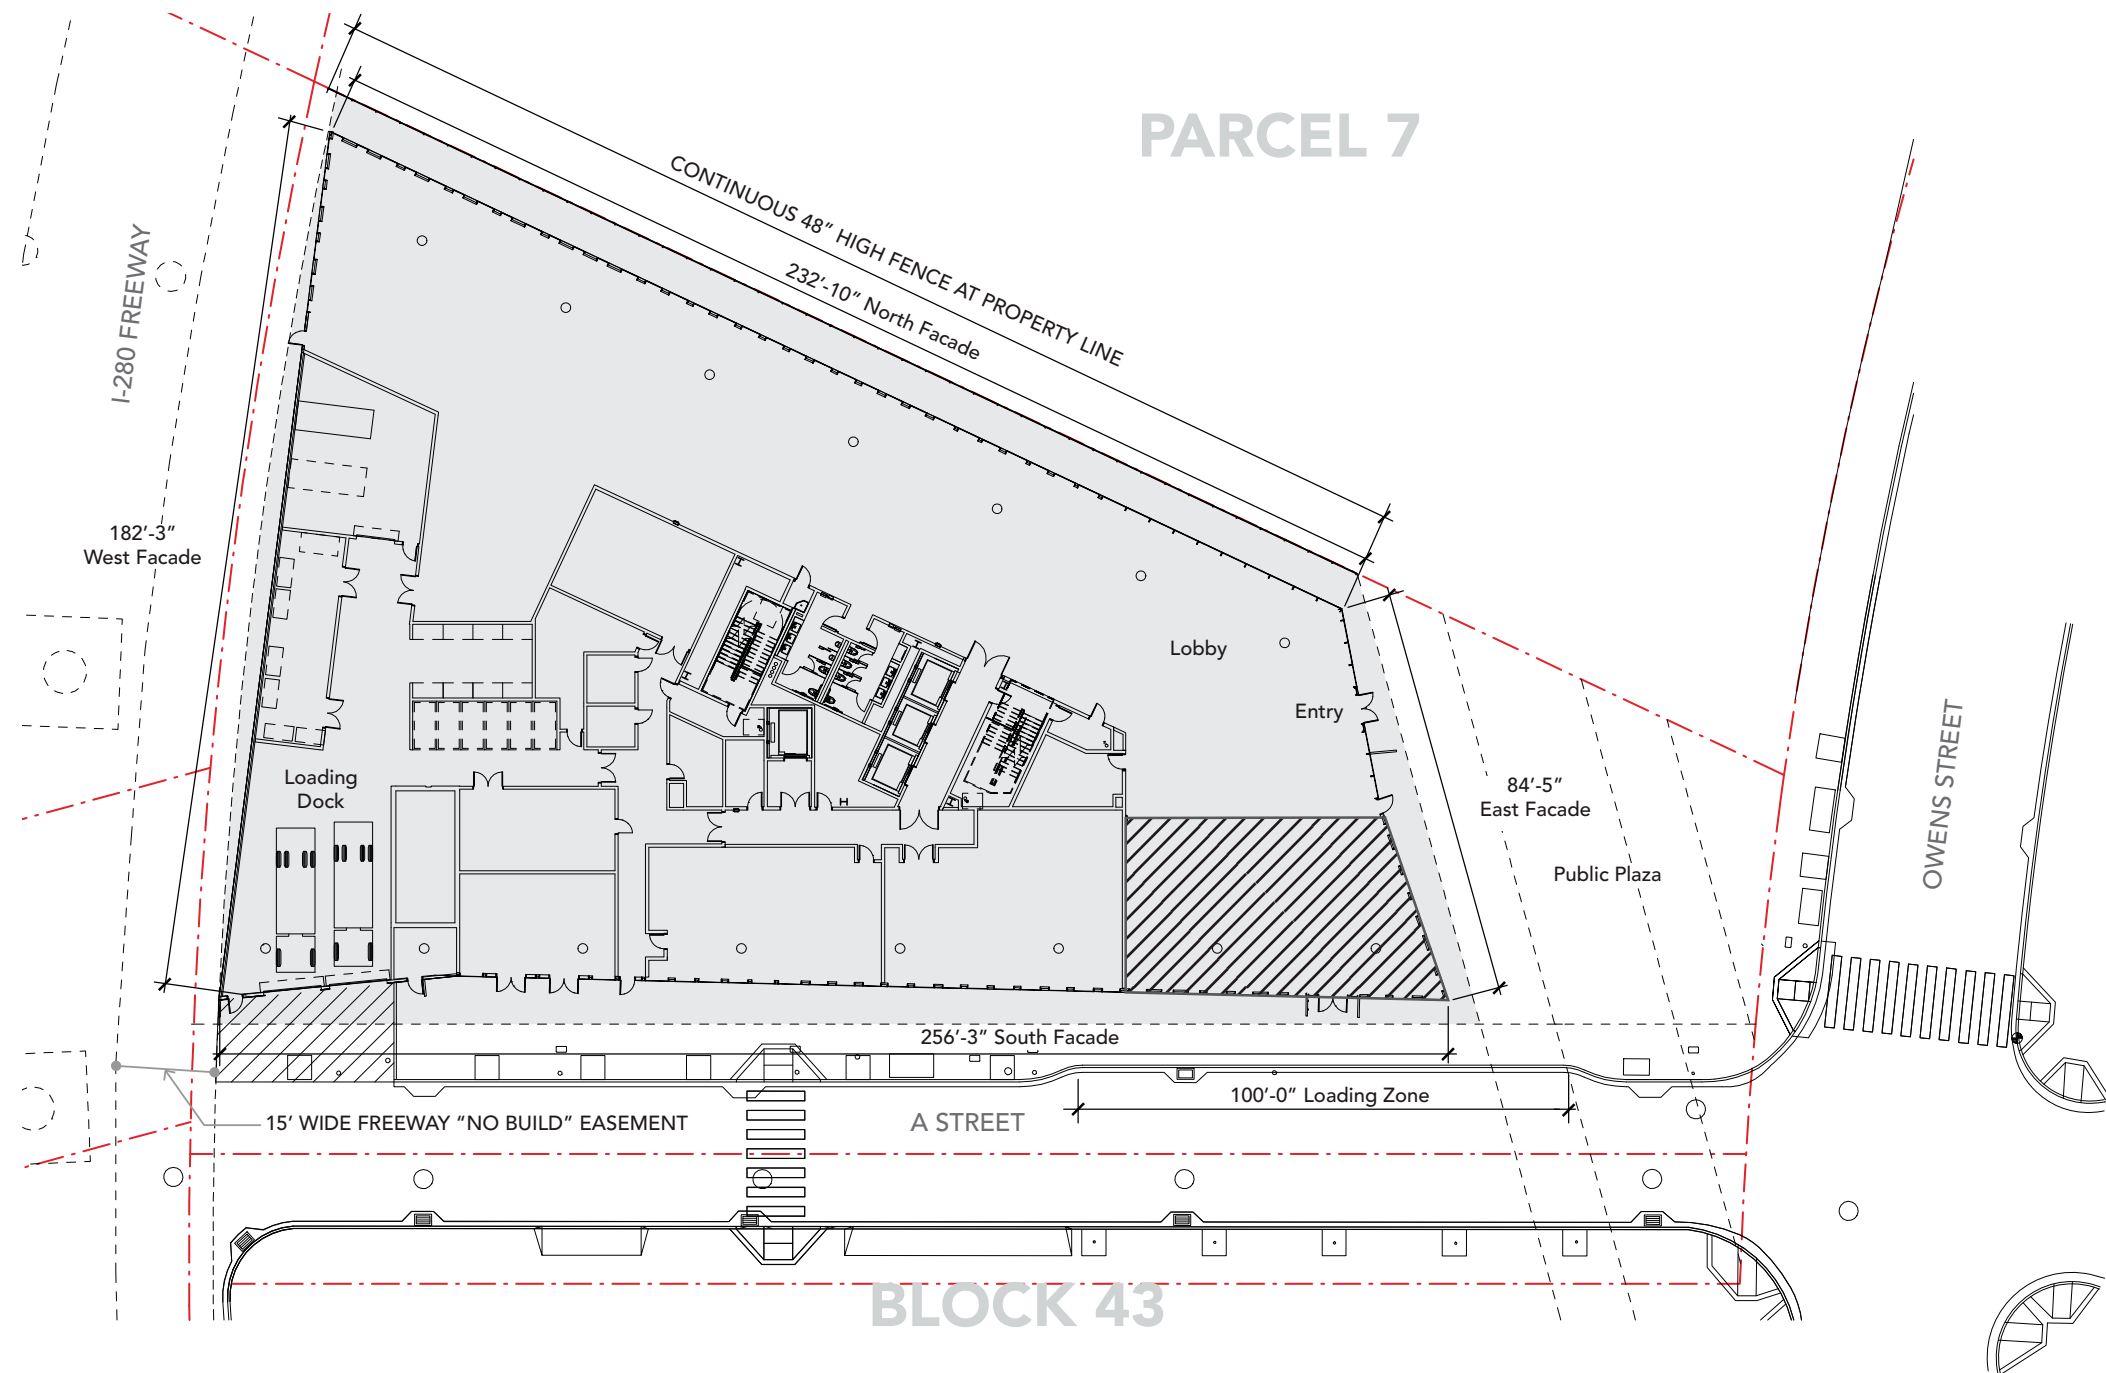 PARCEL 7
CONTINUOUS 48” HIGH FENCE AT PROPERTY LINE
232’-10” North Facade
I-280 FREEWAY
182’-3”
West Facade
Lobby
Entry
OWENS STREET
Loading
Dock
84’-5”
East Facade
Public Plaza
256’-3” South Facade
100’-0” Loading Zone
15’ WIDE FREEWAY “NO BUILD” EASEMENT
A STREET
BLOCK 43